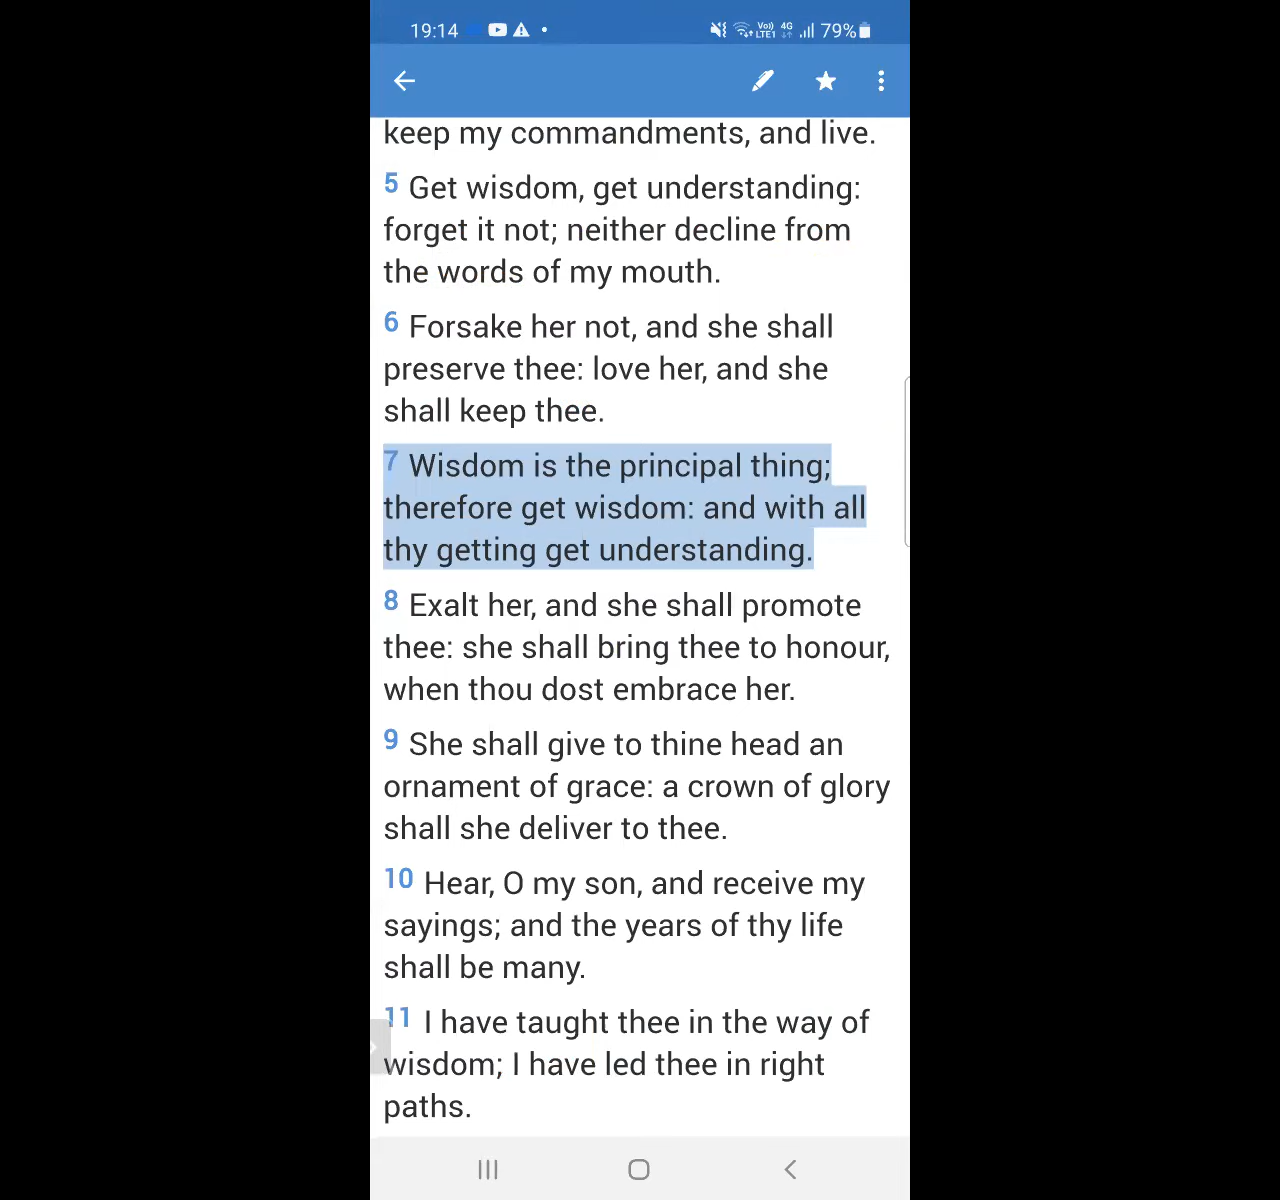 19:14
Vo)) LTE1 4G 79%
keep my commandments, and live.
5 Get wisdom, get understanding:
forget it not; neither decline from
the words of my mouth.
6 Forsake her not, and she shall
preserve thee: love her, and she
shall keep thee.
7 Wisdom is the principal thing;
therefore get wisdom: and with all
thy getting get understanding.
8 Exalt her, and she shall promote
thee: she shall bring thee to honour,
when thou dost embrace her.
9 She shall give to thine head an
ornament of grace: a crown of glory
shall she deliver to thee.
10 Hear, O my son, and receive my
sayings; and the years of thy life
shall be many.
11 I have taught thee in the way of
wisdom; I have led thee in right
paths.